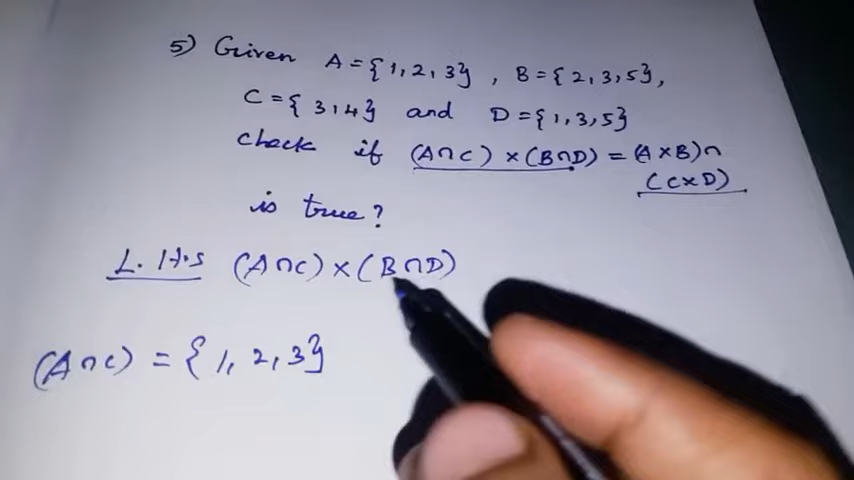 5) Given A={1,2,3}, B={2,3,5},
C={3,4} and D={1,3,5}
check if (A∩C)×(B∩D)=(A×B)∩
(C×D)
is true?
L.H.S (A∩C)×(B∩D)
(A∩C) = {1,2,3}